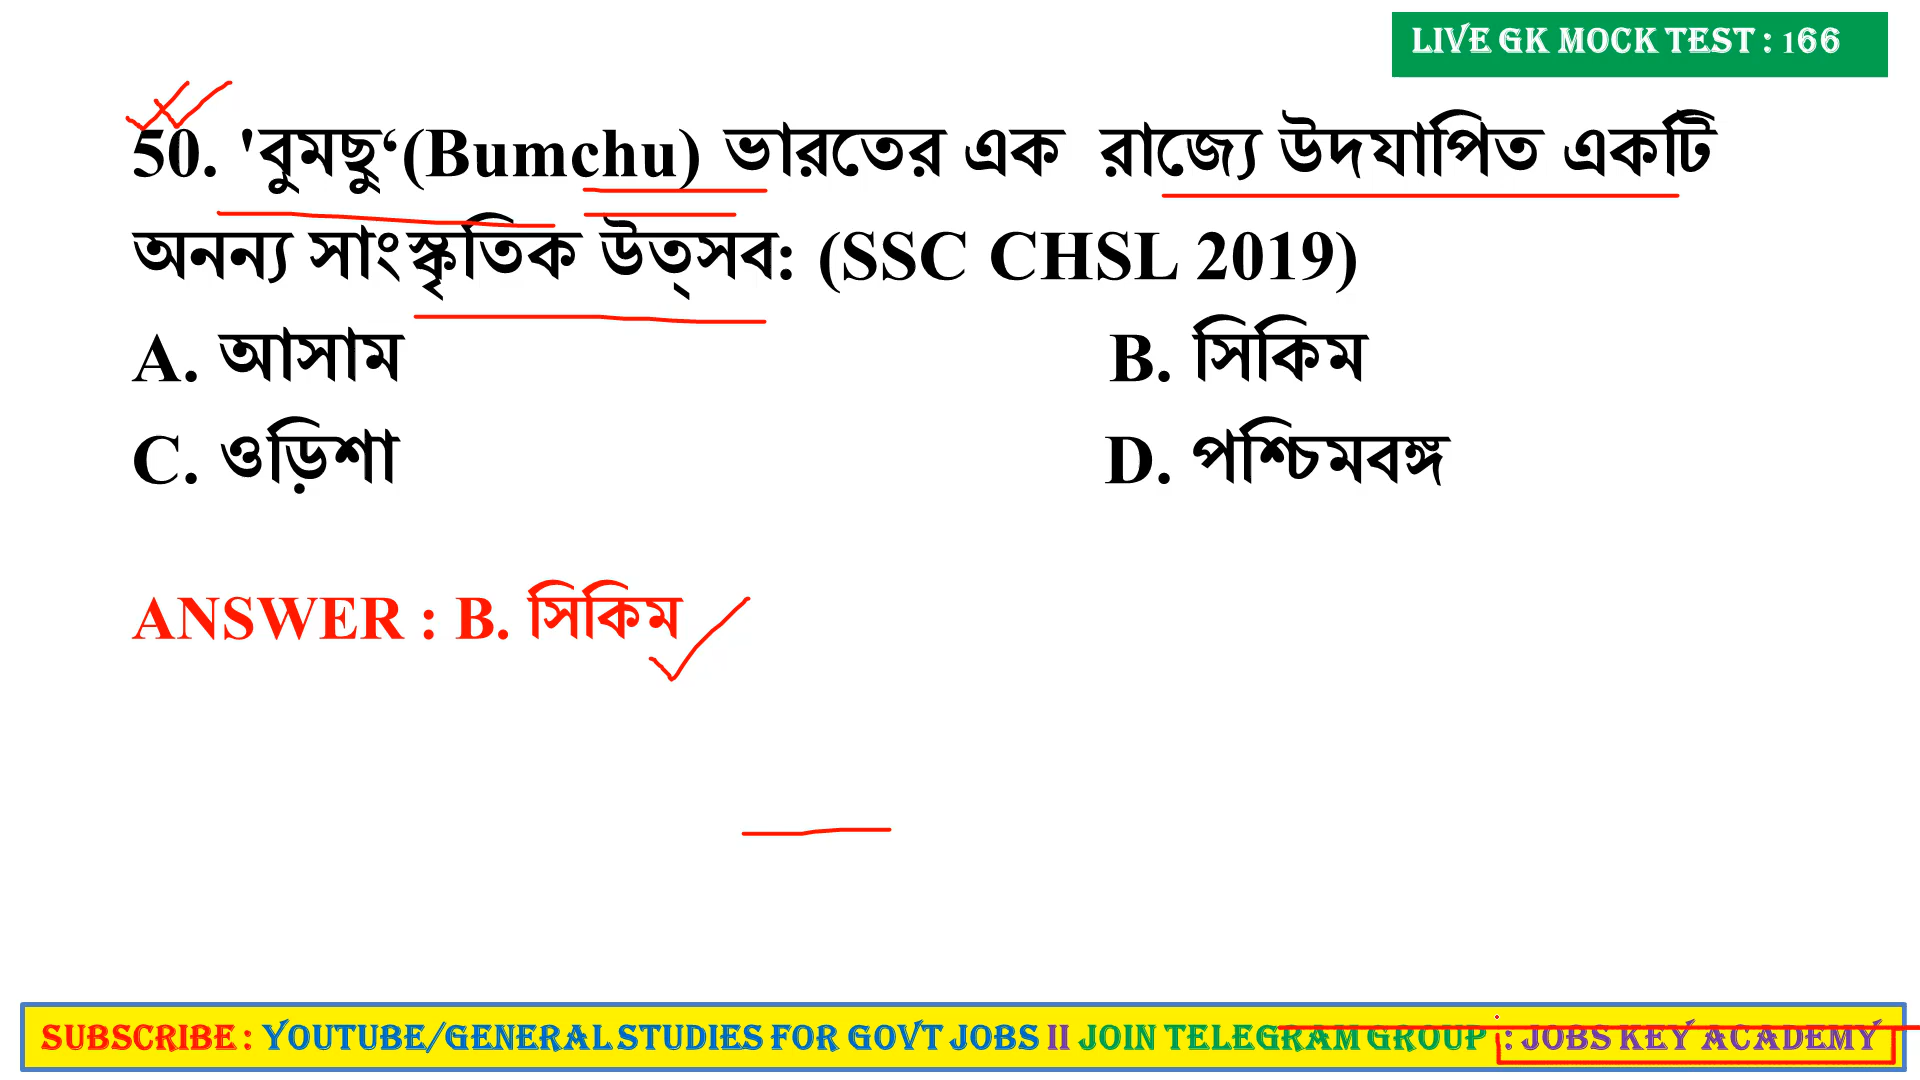 LIVE GK MOCK TEST : 166
50. 'বুমছু‘(Bumchu) ভারতের এক রাজ্যে উদযাপিত একটি
অনন্য সাংস্কৃতিক উত্সব: (SSC CHSL 2019)
A. আসাম B. সিকিম
C. ওড়িশা D. পশ্চিমবঙ্গ
ANSWER : B. সিকিম
SUBSCRIBE : YOUTUBE/GENERAL STUDIES FOR GOVT JOBS II JOIN TELEGRAM GROUP : JOBS KEY ACADEMY